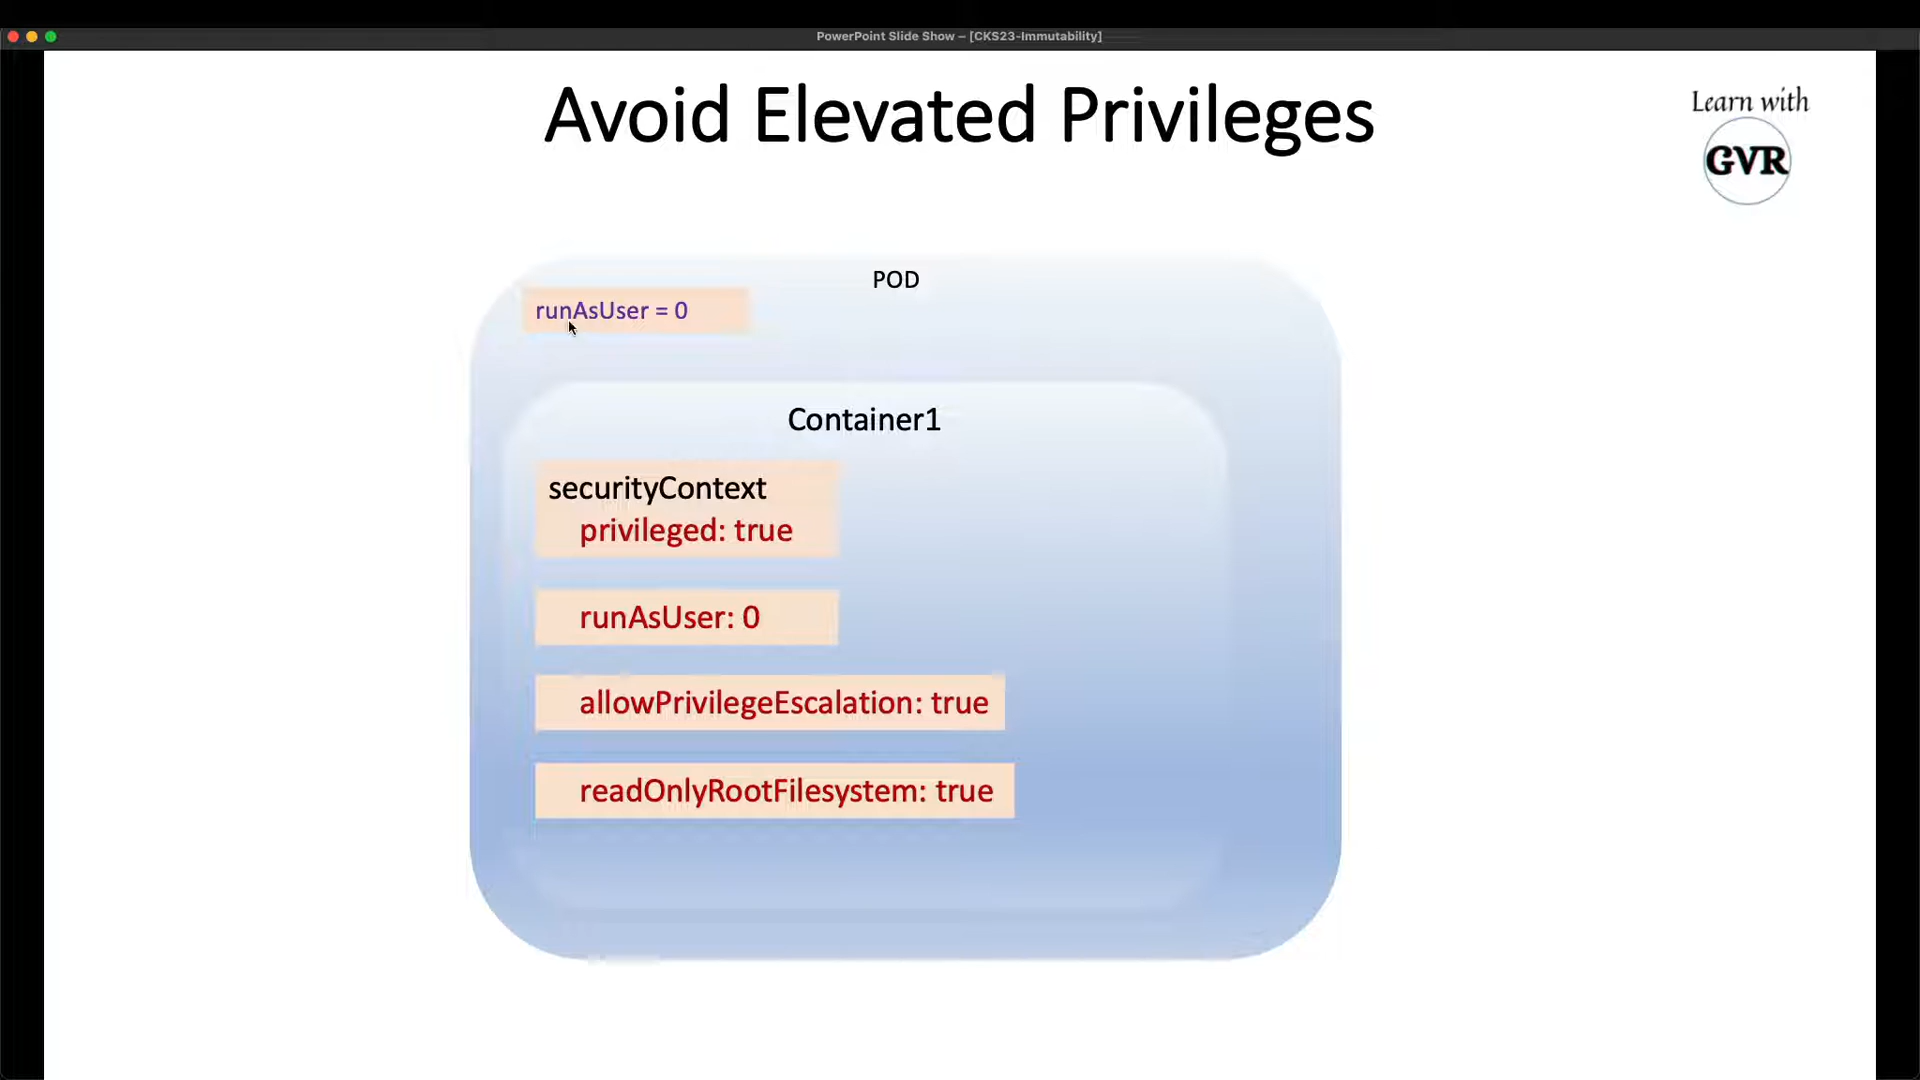 PowerPoint Slide Show – [CKS23-Immutability]
Avoid Elevated Privileges
Learn with
GVR
POD
runAsUser = 0
Container1
securityContext
privileged: true
runAsUser: 0
allowPrivilegeEscalation: true
readOnlyRootFilesystem: true